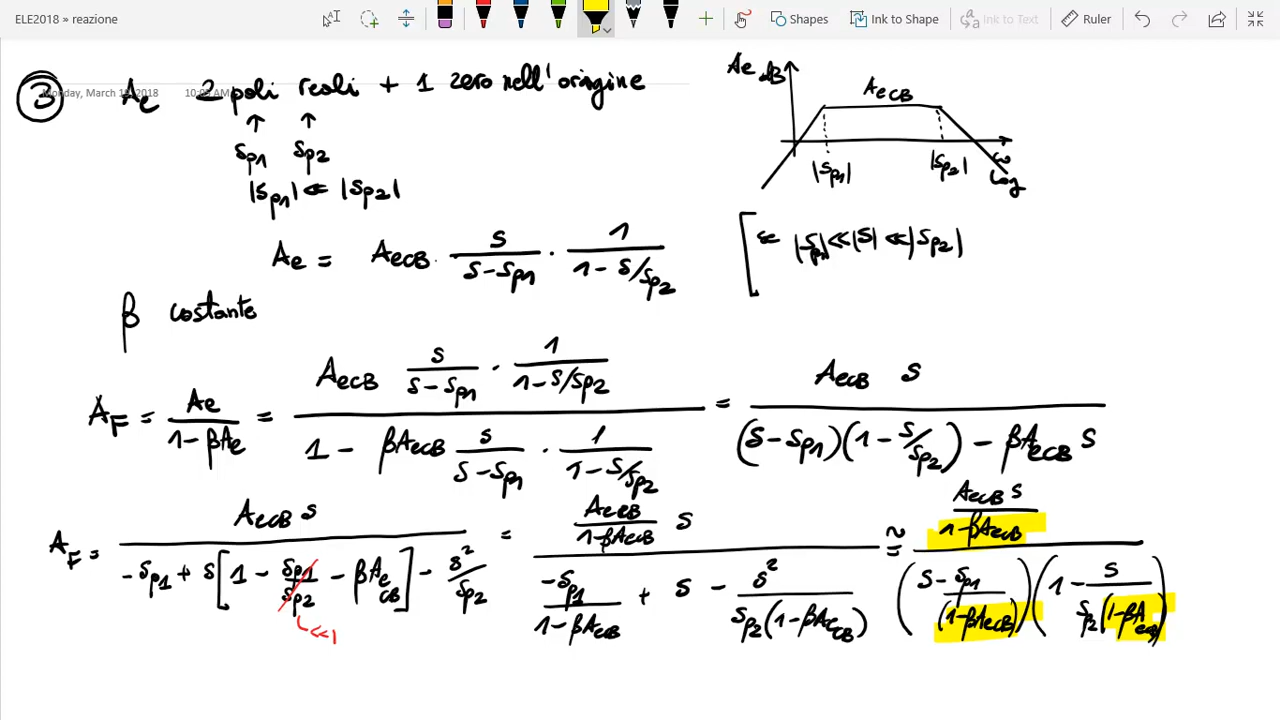 ELE2018 » reazione
Shapes Ink to Shape Ink to Text Ruler
Monday, March 19, 2018 10:09 AM
3 Ae 2 poli reali + 1 zero nell'origine
↑ ↑
sp1 sp2
|sp1| << |sp2|
Ae dB
AeCB
|sp1| |sp2| ω log
|sp1| << |s| << |sp2|
Ae = AeCB · s/(s - sp1) · 1/(1 - s/sp2)
β costante
AF = Ae/(1 - βAe) = (AeCB s/(s - sp1) · 1/(1 - s/sp2)) / (1 - βAeCB s/(s - sp1) · 1/(1 - s/sp2)) = AeCB s / ((s - sp1)(1 - s/sp2) - βAeCB s)
AF = AeCB s / (-sp1 + s[1 - sp1/sp2 - βAeCB] - s²/sp2) = (AeCB/(1 - βAeCB) s) / (-sp1/(1 - βAeCB) + s - s²/(sp2(1 - βAeCB))) ≈ (AeCB s/(1 - βAeCB)) / ((s - sp1/(1 - βAeCB))(1 - s/(sp2(1 - βAeCB))))
<<1